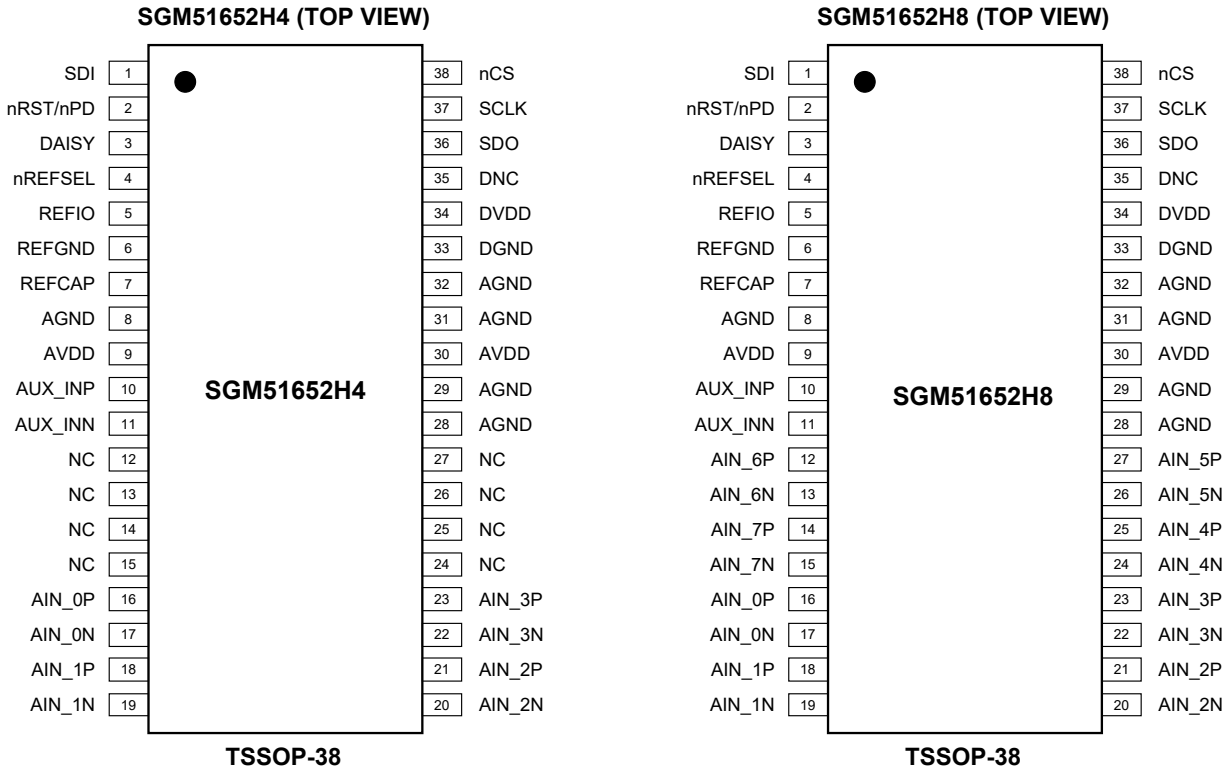 SGM51652H4 (TOP VIEW)
SDI 1 38 nCS
nRST/nPD 2 37 SCLK
DAISY 3 36 SDO
nREFSEL 4 35 DNC
REFIO 5 34 DVDD
REFGND 6 33 DGND
REFCAP 7 32 AGND
AGND 8 31 AGND
AVDD 9 30 AVDD
AUX_INP 10 SGM51652H4 29 AGND
AUX_INN 11 28 AGND
NC 12 27 NC
NC 13 26 NC
NC 14 25 NC
NC 15 24 NC
AIN_0P 16 23 AIN_3P
AIN_0N 17 22 AIN_3N
AIN_1P 18 21 AIN_2P
AIN_1N 19 20 AIN_2N
TSSOP-38
SGM51652H8 (TOP VIEW)
SDI 1 38 nCS
nRST/nPD 2 37 SCLK
DAISY 3 36 SDO
nREFSEL 4 35 DNC
REFIO 5 34 DVDD
REFGND 6 33 DGND
REFCAP 7 32 AGND
AGND 8 31 AGND
AVDD 9 30 AVDD
AUX_INP 10 SGM51652H8 29 AGND
AUX_INN 11 28 AGND
AIN_6P 12 27 AIN_5P
AIN_6N 13 26 AIN_5N
AIN_7P 14 25 AIN_4P
AIN_7N 15 24 AIN_4N
AIN_0P 16 23 AIN_3P
AIN_0N 17 22 AIN_3N
AIN_1P 18 21 AIN_2P
AIN_1N 19 20 AIN_2N
TSSOP-38